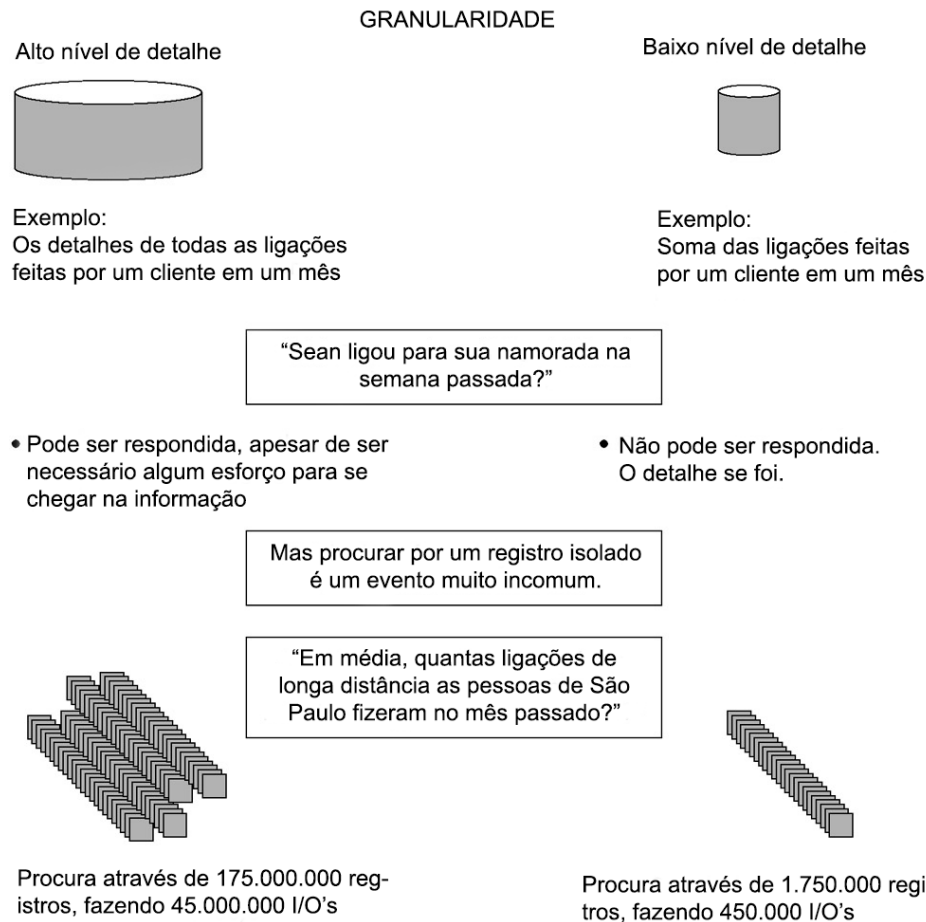 GRANULARIDADE
Alto nível de detalhe
Baixo nível de detalhe
Exemplo:
Os detalhes de todas as ligações
feitas por um cliente em um mês
Exemplo:
Soma das ligações feitas
por um cliente em um mês
“Sean ligou para sua namorada na
semana passada?”
• Pode ser respondida, apesar de ser
necessário algum esforço para se
chegar na informação
• Não pode ser respondida.
O detalhe se foi.
Mas procurar por um registro isolado
é um evento muito incomum.
“Em média, quantas ligações de
longa distância as pessoas de São
Paulo fizeram no mês passado?”
Procura através de 175.000.000 reg-
istros, fazendo 45.000.000 I/O's
Procura através de 1.750.000 regi
tros, fazendo 450.000 I/O's